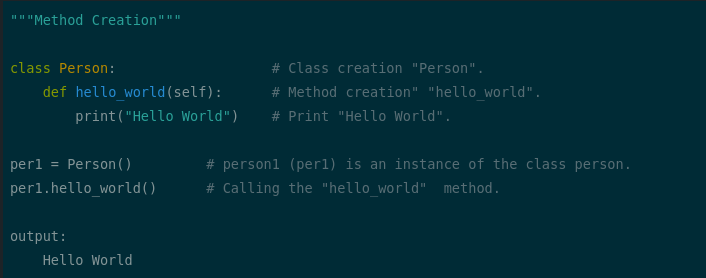 """Method Creation"""
class Person:                   # Class creation "Person".
    def hello_world(self):      # Method creation" "hello_world".
        print("Hello World")    # Print "Hello World".
per1 = Person()         # person1 (per1) is an instance of the class person.
per1.hello_world()      # Calling the "hello_world"  method.
output:
    Hello World